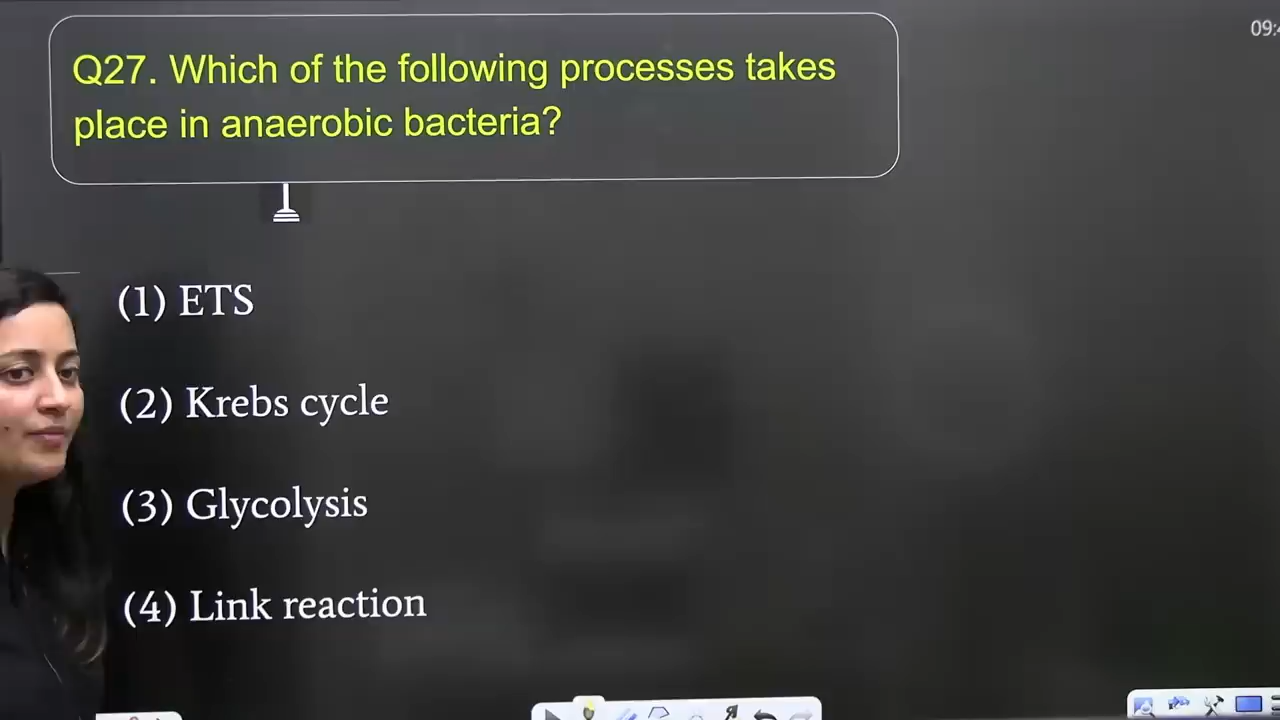 Q27. Which of the following processes takes
place in anaerobic bacteria?
(1) ETS
(2) Krebs cycle
(3) Glycolysis
(4) Link reaction